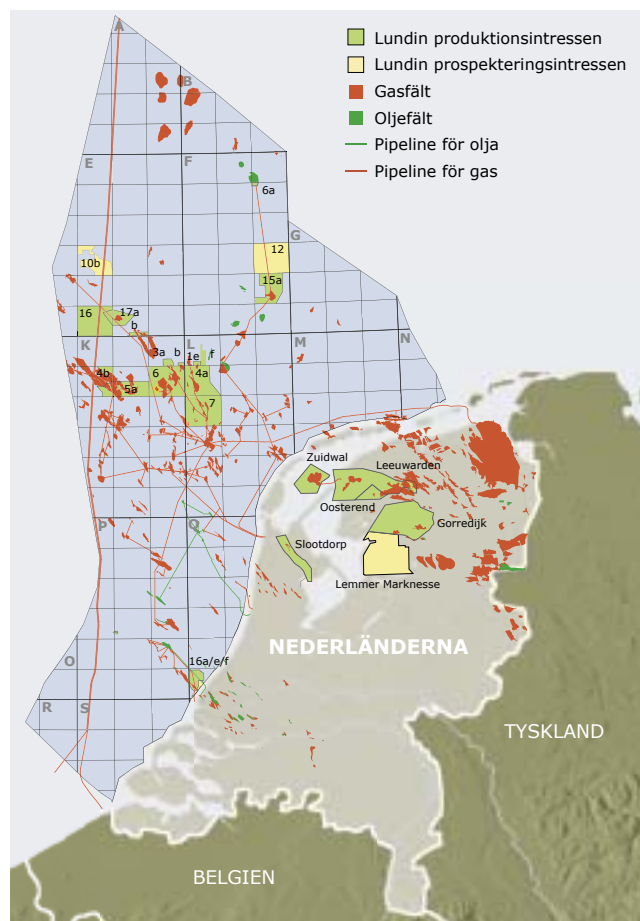 A
B
Lundin produktionsintressen
Lundin prospekteringsintressen
Gasfält
Oljefält
Pipeline för olja
Pipeline för gas
E
F
6a
G
12
10b
15a
16
17a
b
K
L
M
N
3a
b
1e
f
4b
5a
6
4a
7
Zuidwal
Leeuwarden
Oosterend
Gorredijk
P
Q
Slootdorp
Lemmer Marknesse
NEDERLÄNDERNA
O
16a/e/f
R
S
TYSKLAND
BELGIEN